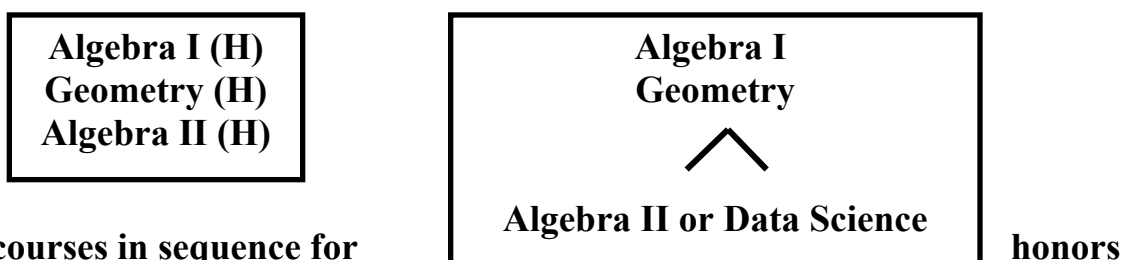 Algebra I (H)
Geometry (H)
Algebra II (H)
Algebra I
Geometry
Algebra II or Data Science
courses in sequence for
honors